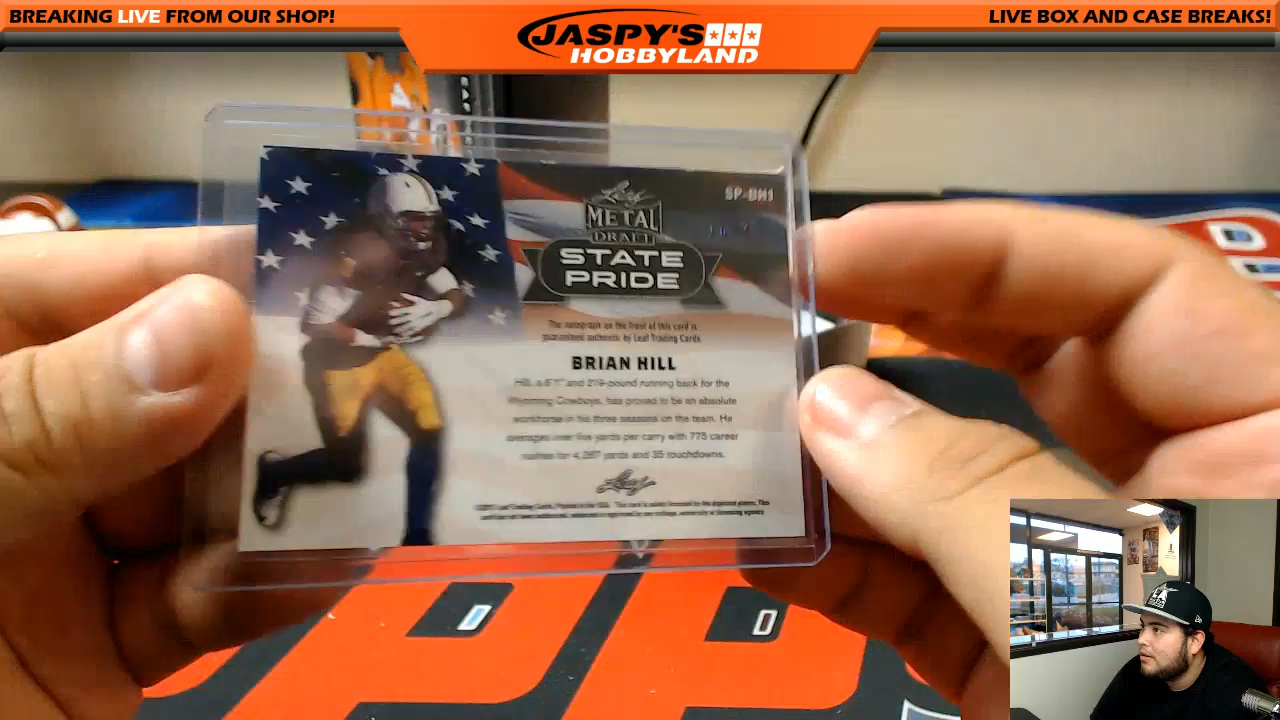 BREAKING LIVE FROM OUR SHOP!
JASPY'S
HOBBYLAND
LIVE BOX AND CASE BREAKS!
SP-BH1
Leaf
METAL
DRAFT
STATE
PRIDE
The autograph on the front of this card is
guaranteed authentic by Leaf Trading Cards
BRIAN HILL
Hill, a 6'1" and 219-pound running back for the
Wyoming Cowboys, has proved to be an absolute
workhorse in his three seasons on the team. He
averages over five yards per carry with 775 career
rushes for 4,287 yards and 35 touchdowns.
Leaf